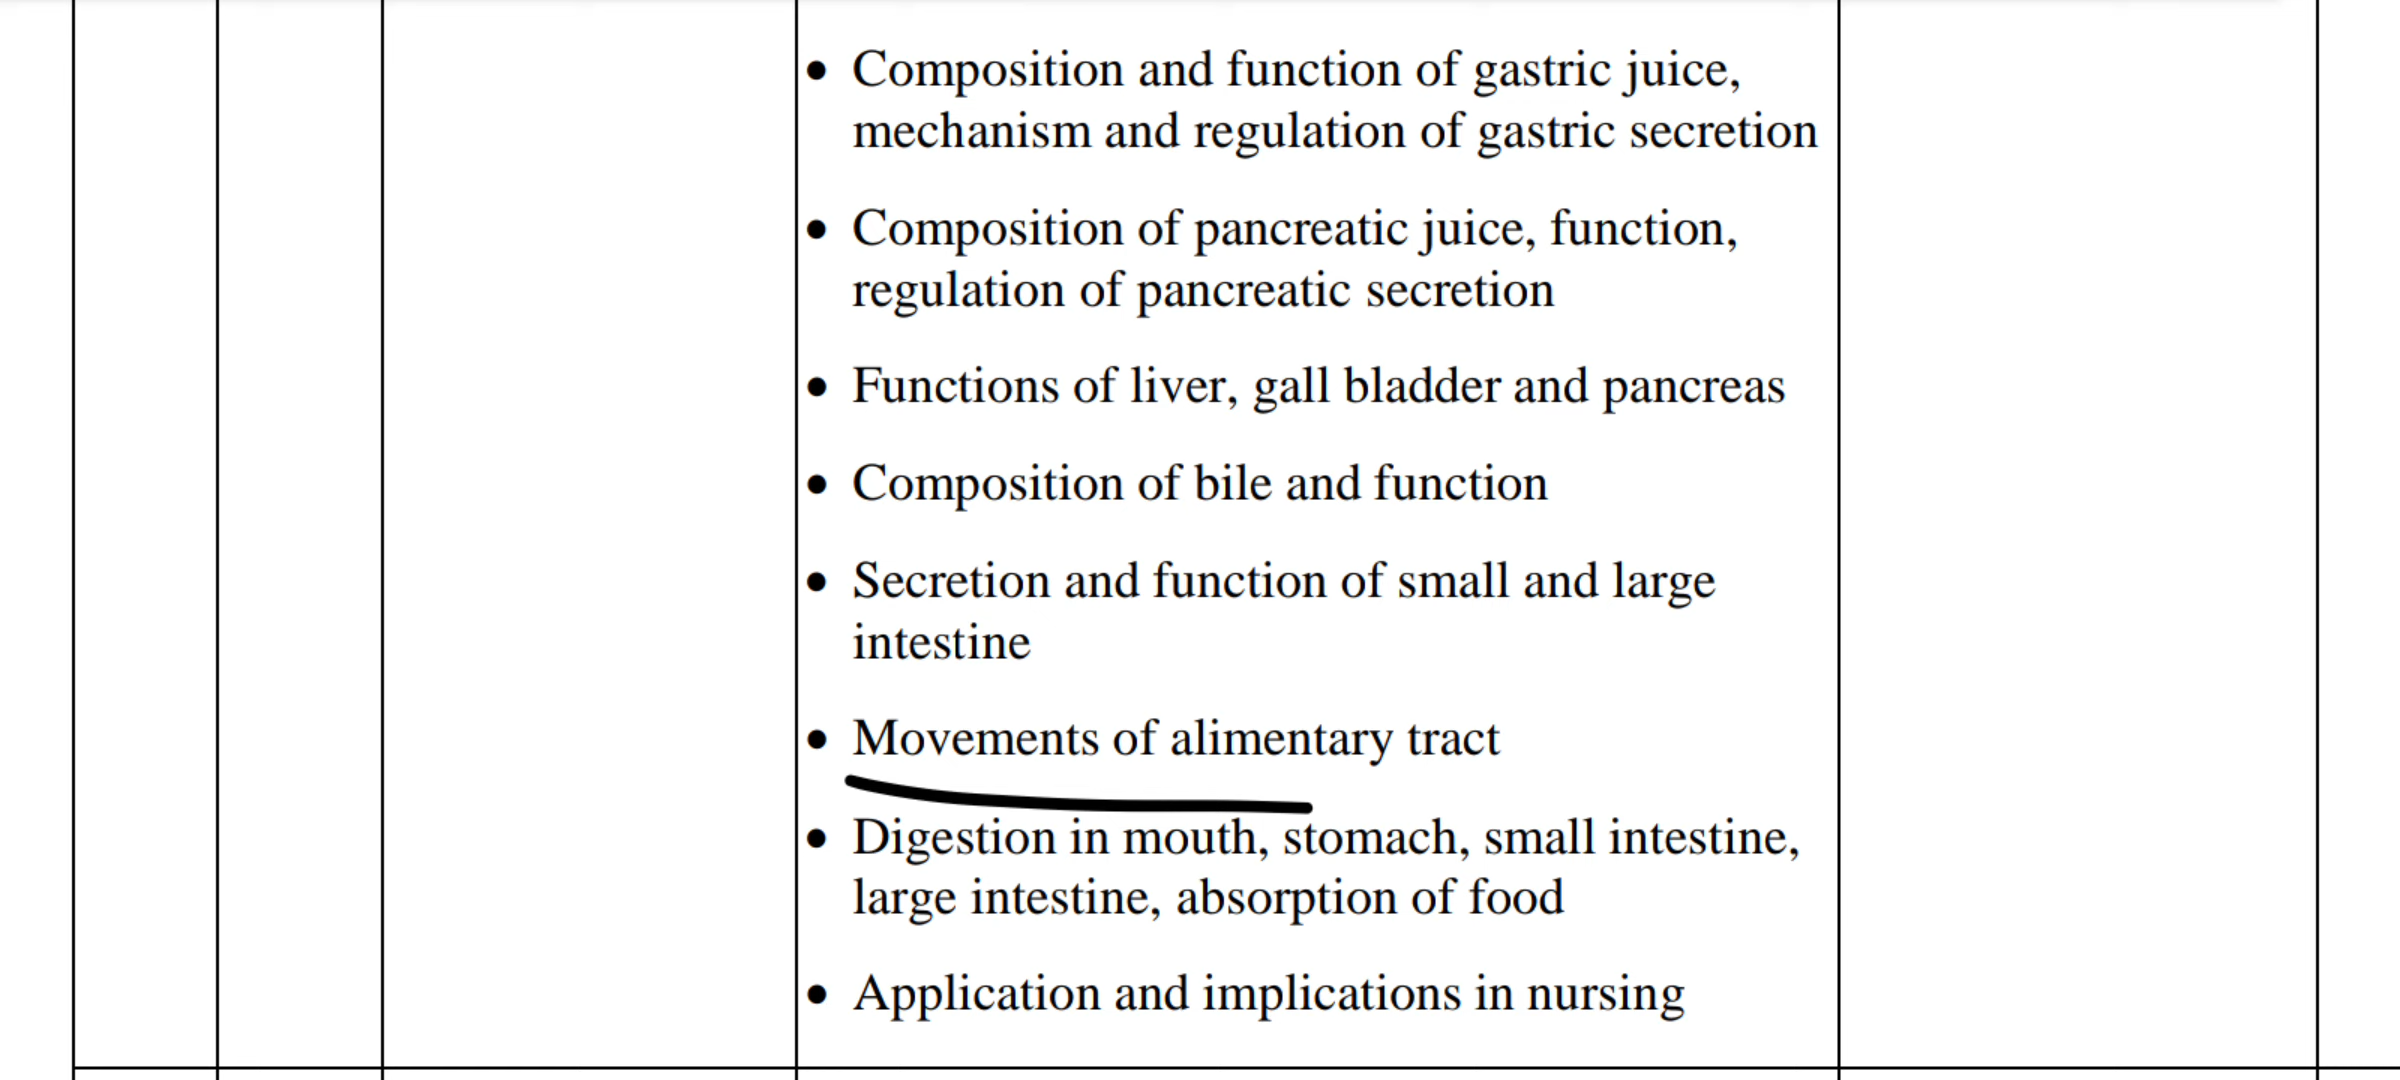 • Composition and function of gastric juice,
mechanism and regulation of gastric secretion
• Composition of pancreatic juice, function,
regulation of pancreatic secretion
• Functions of liver, gall bladder and pancreas
• Composition of bile and function
• Secretion and function of small and large
intestine
• Movements of alimentary tract
• Digestion in mouth, stomach, small intestine,
large intestine, absorption of food
• Application and implications in nursing